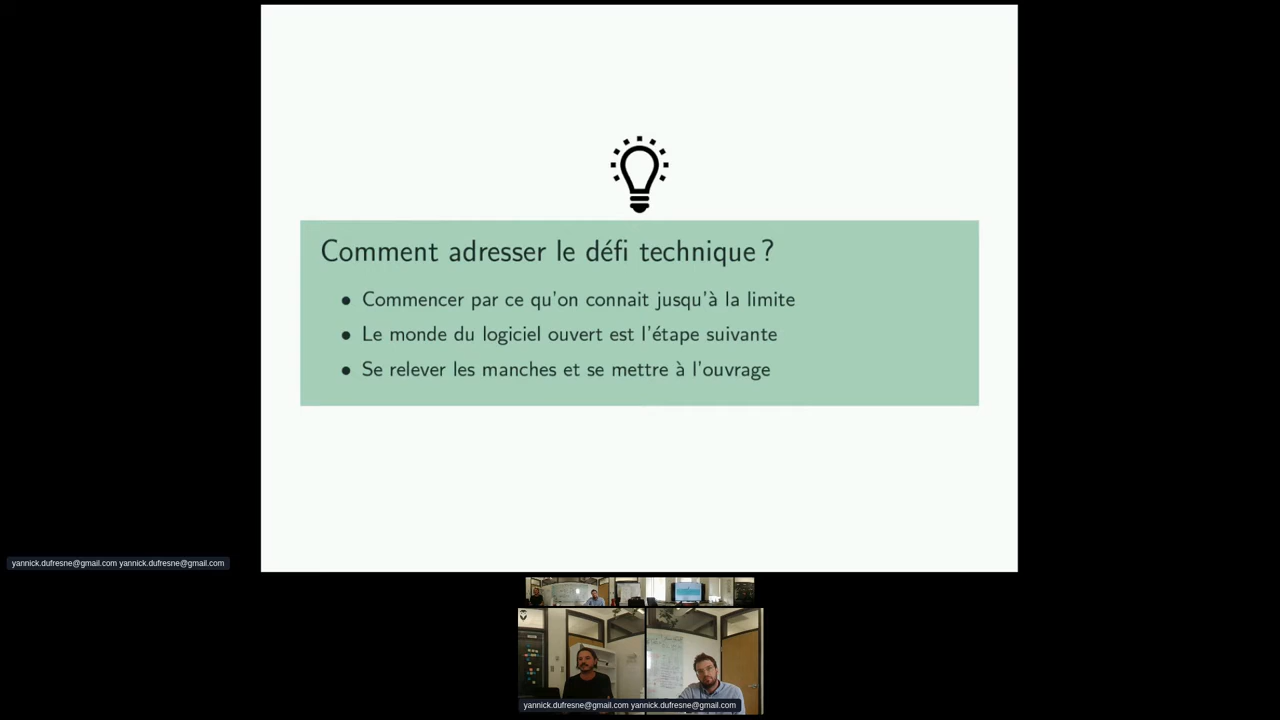 Comment adresser le défi technique ?
• Commencer par ce qu'on connait jusqu'à la limite
• Le monde du logiciel ouvert est l'étape suivante
• Se relever les manches et se mettre à l'ouvrage
yannick.dufresne@gmail.com yannick.dufresne@gmail.com
yannick.dufresne@gmail.com yannick.dufresne@gmail.com